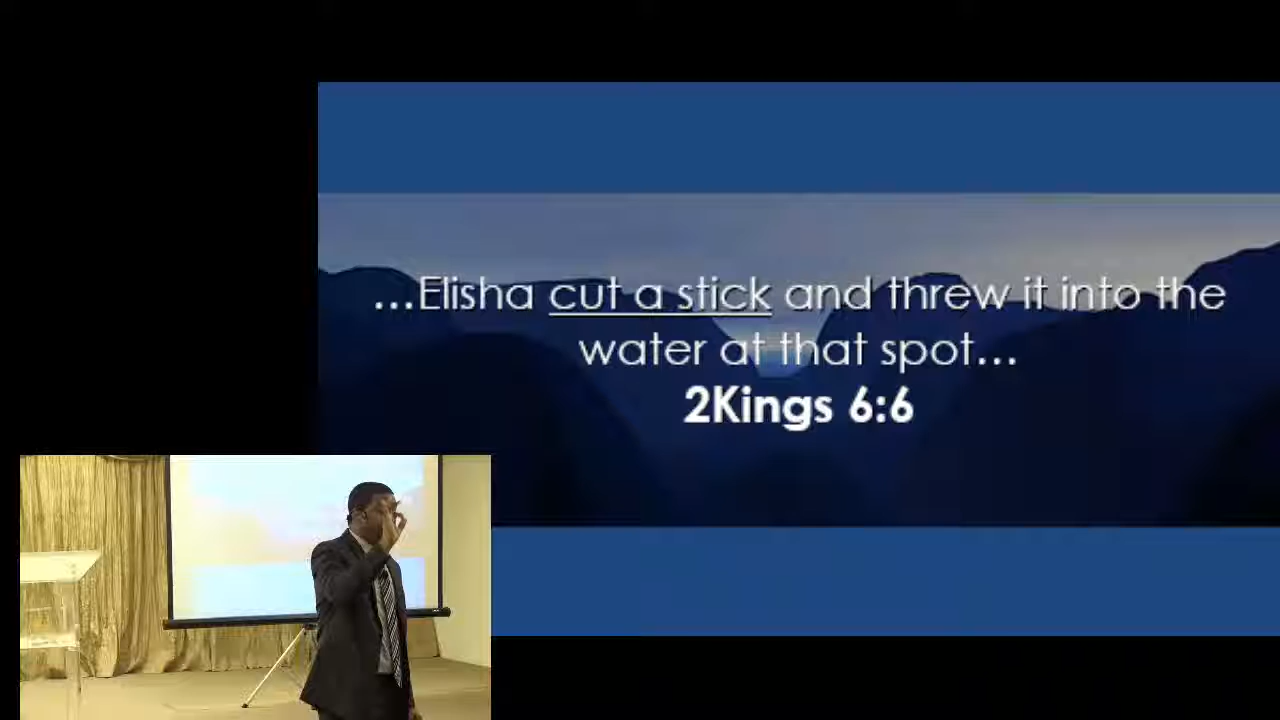 ...Elisha cut a stick and threw it into the
water at that spot...
2Kings 6:6